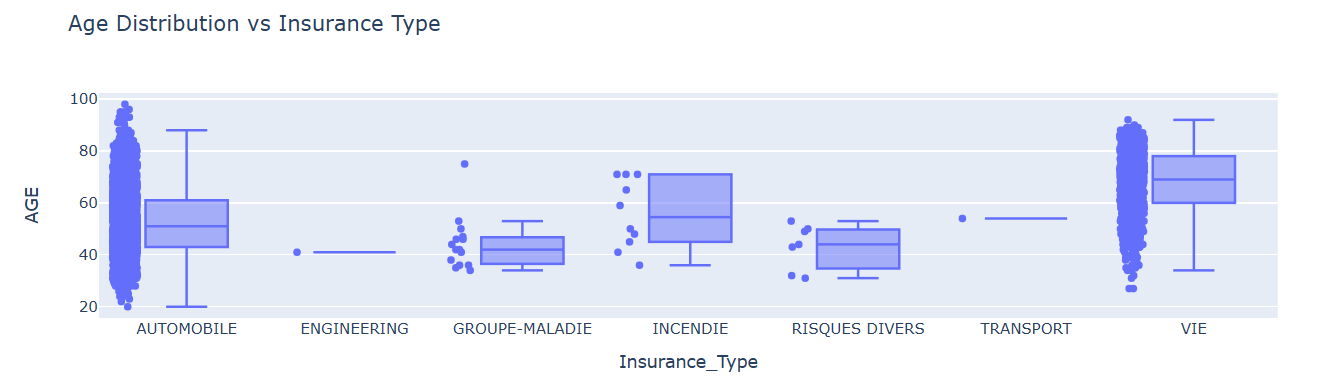 Age Distribution vs Insurance Type
100
80
60
40
20
AGE
AUTOMOBILE ENGINEERING GROUPE-MALADIE INCENDIE RISQUES DIVERS TRANSPORT VIE
Insurance_Type